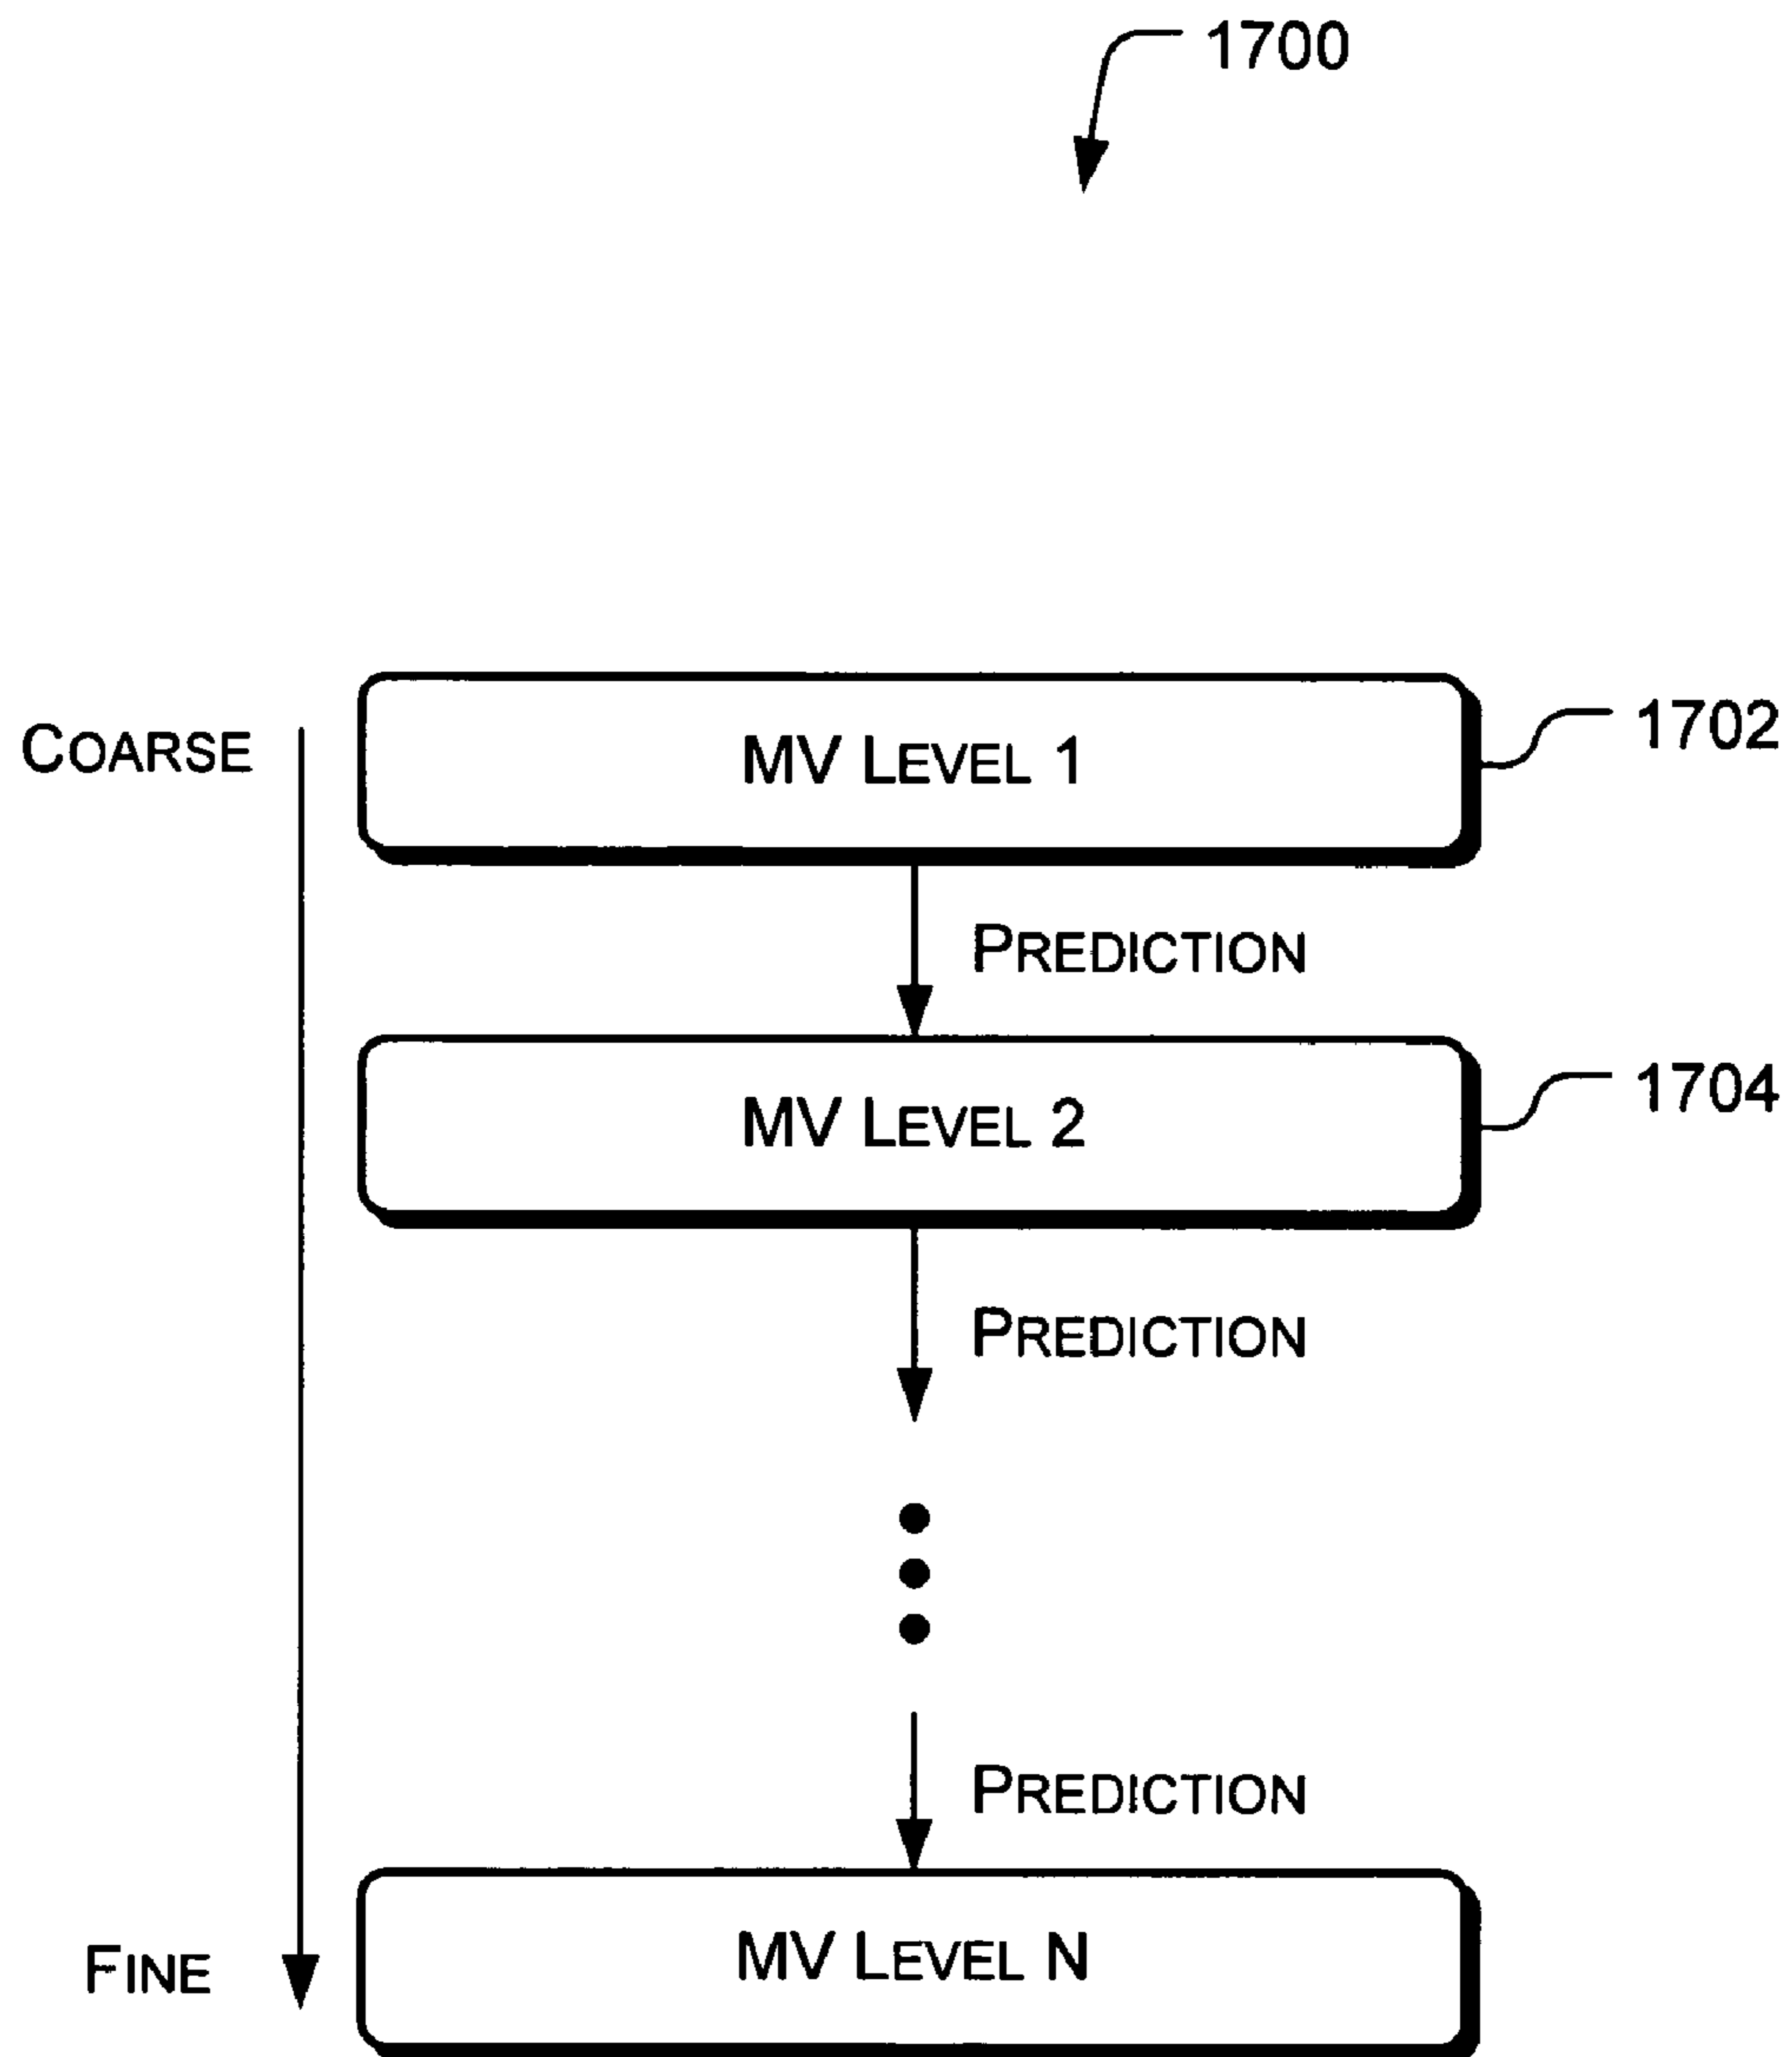 1700
COARSE
MV LEVEL 1
1702
PREDICTION
MV LEVEL 2
1704
PREDICTION
PREDICTION
FINE
MV LEVEL N